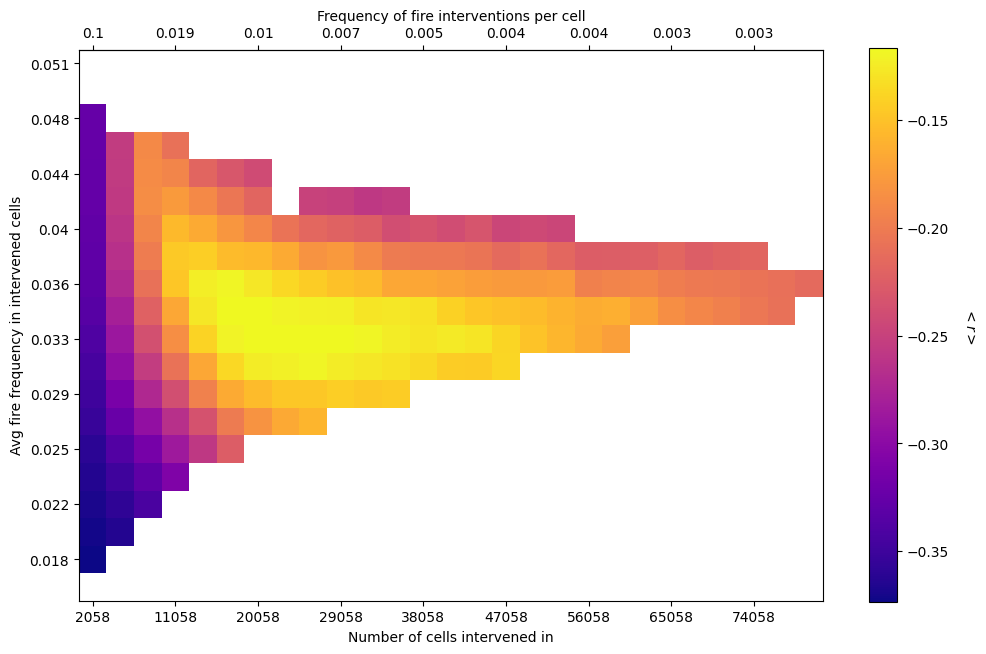 Frequency of fire interventions per cell
0.1 0.019 0.01 0.007 0.005 0.004 0.004 0.003 0.003
Avg fire frequency in intervened cells
0.051
0.048
0.044
0.04
0.036
0.033
0.029
0.025
0.022
0.018
2058 11058 20058 29058 38058 47058 56058 65058 74058
Number of cells intervened in
−0.15
−0.20
−0.25
−0.30
−0.35
< r >